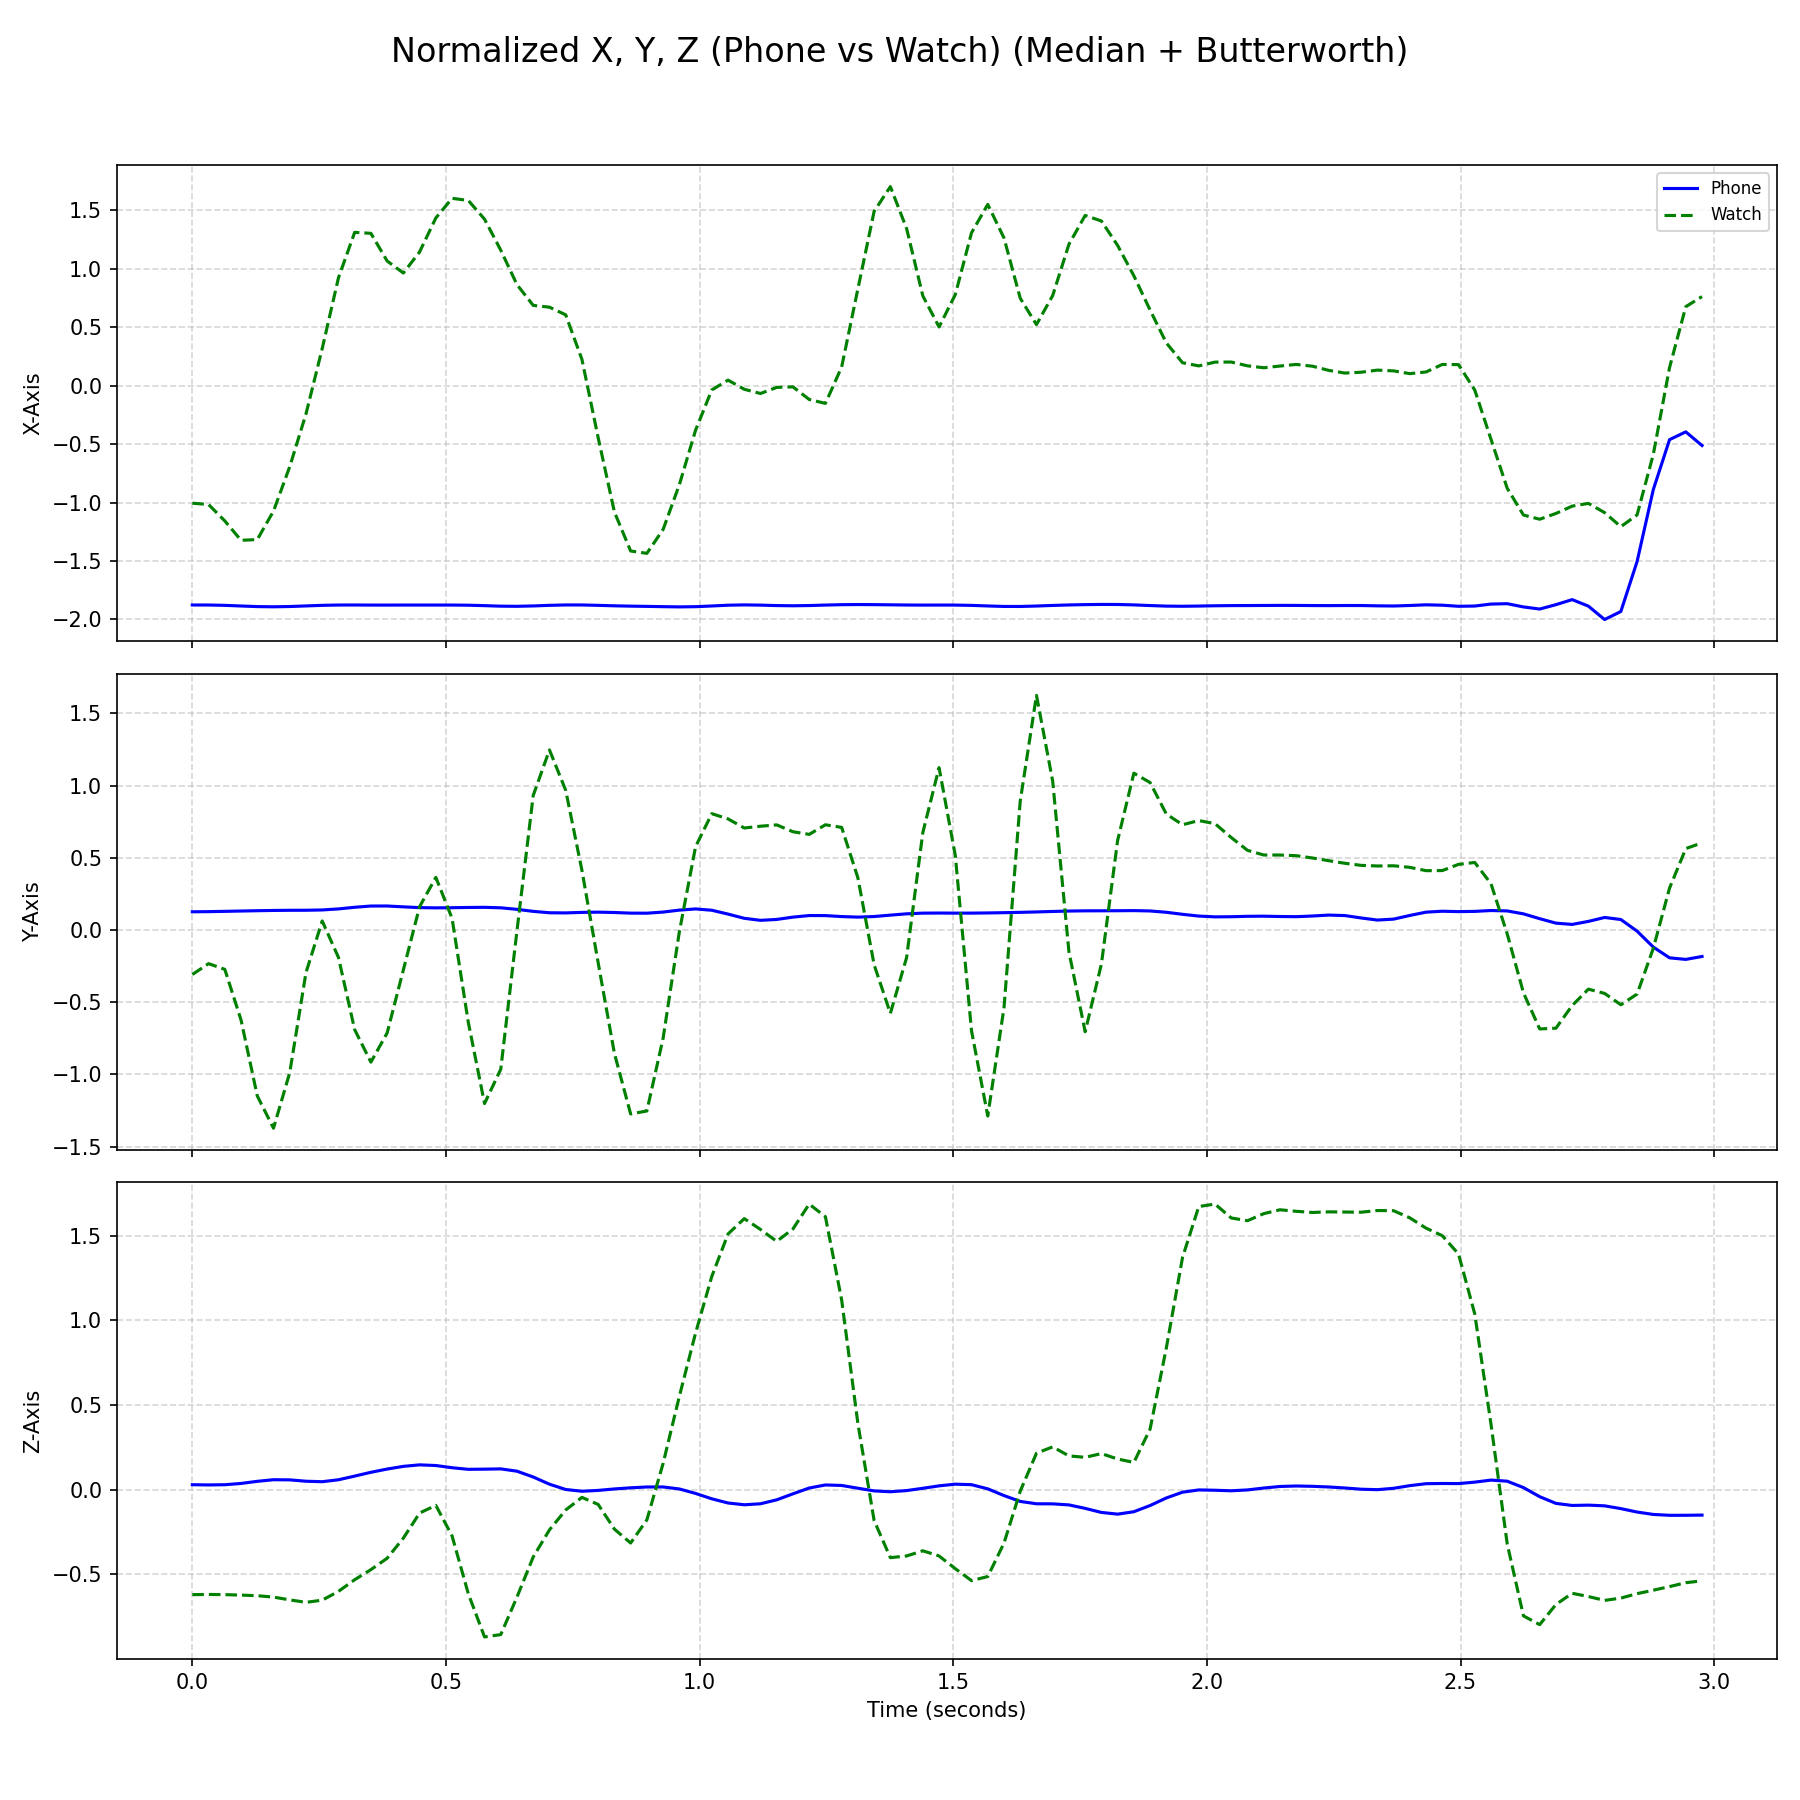 Normalized X, Y, Z (Phone vs Watch) (Median + Butterworth)
Phone
Watch
1.5
1.0
0.5
0.0
−0.5
−1.0
−1.5
−2.0
X-Axis
1.5
1.0
0.5
0.0
−0.5
−1.0
−1.5
Y-Axis
1.5
1.0
0.5
0.0
−0.5
Z-Axis
0.0 0.5 1.0 1.5 2.0 2.5 3.0
Time (seconds)